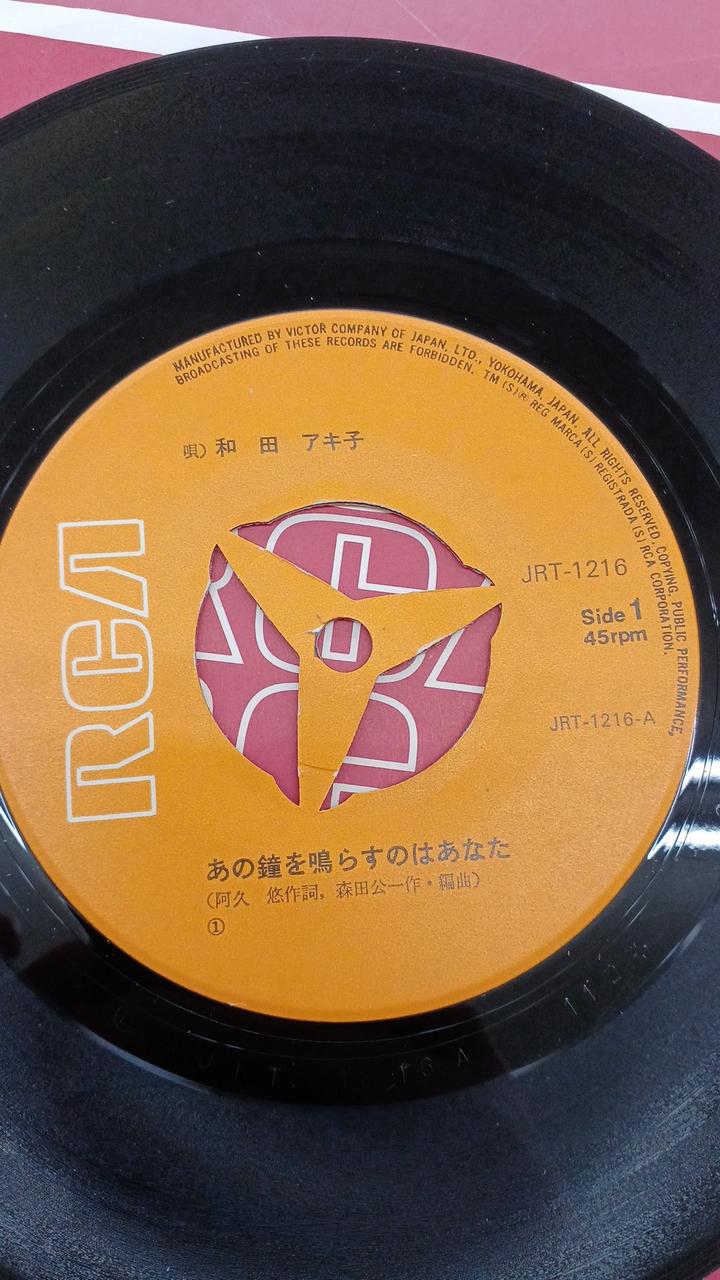 MANUFACTURED BY VICTOR COMPANY OF JAPAN, LTD., YOKOHAMA, JAPAN. ALL RIGHTS RESERVED, COPYING, PUBLIC PERFORMANCE,
BROADCASTING OF THESE RECORDS ARE FORBIDDEN. TM(S)® REG MARCA(S) REGISTRADA(S) RCA CORPORATION.
唄) 和田 アキ子
RCA
JRT-1216
Side 1
45rpm
JRT-1216-A
あの鐘を鳴らすのはあなた
(阿久 悠作詞, 森田公一作・編曲)
①